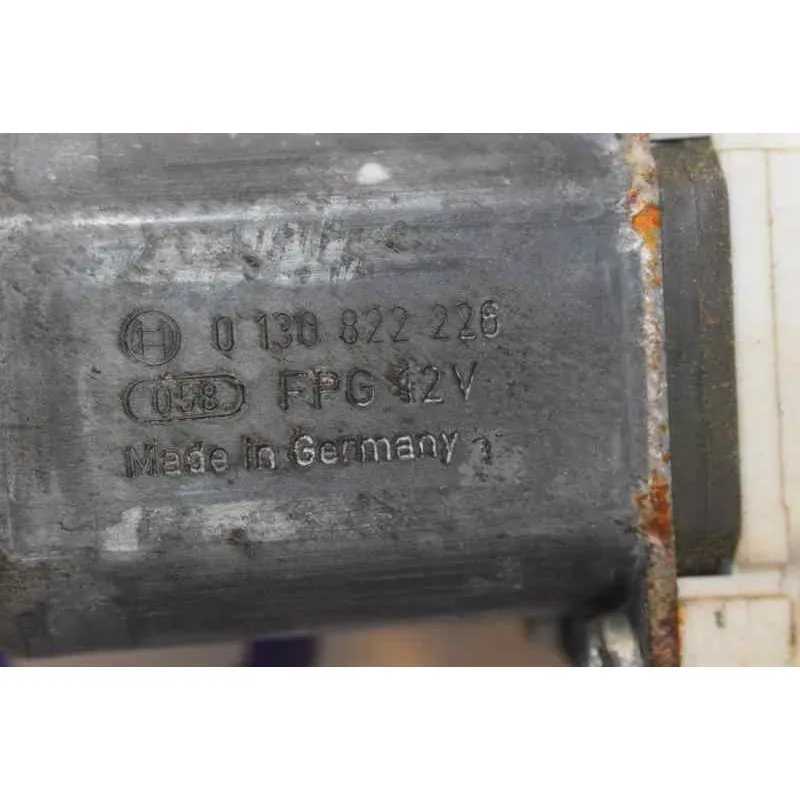 0 130 822 226
058 FPG 12V
Made in Germany